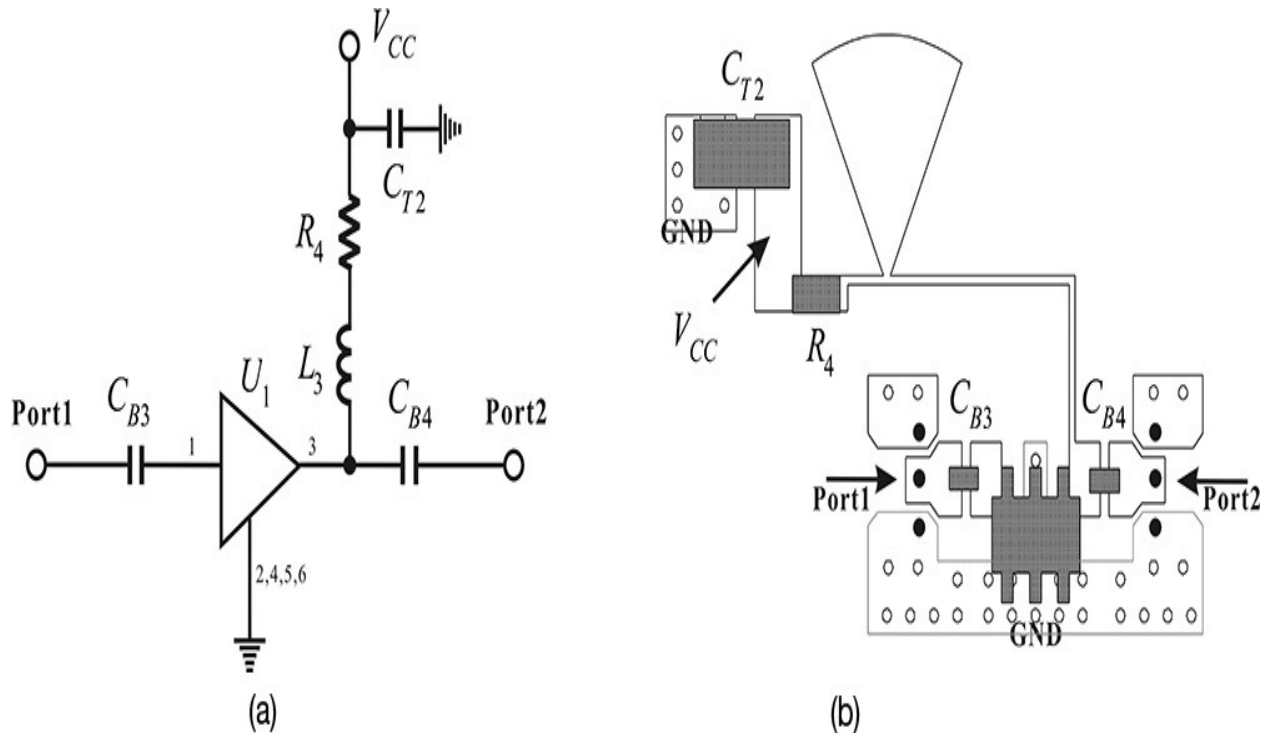 V_CC
C_T2
R_4
L_3
U_1
Port1
C_B3
1
3
C_B4
Port2
2,4,5,6
(a)
C_T2
GND
V_CC
R_4
C_B3
C_B4
Port1
Port2
GND
(b)